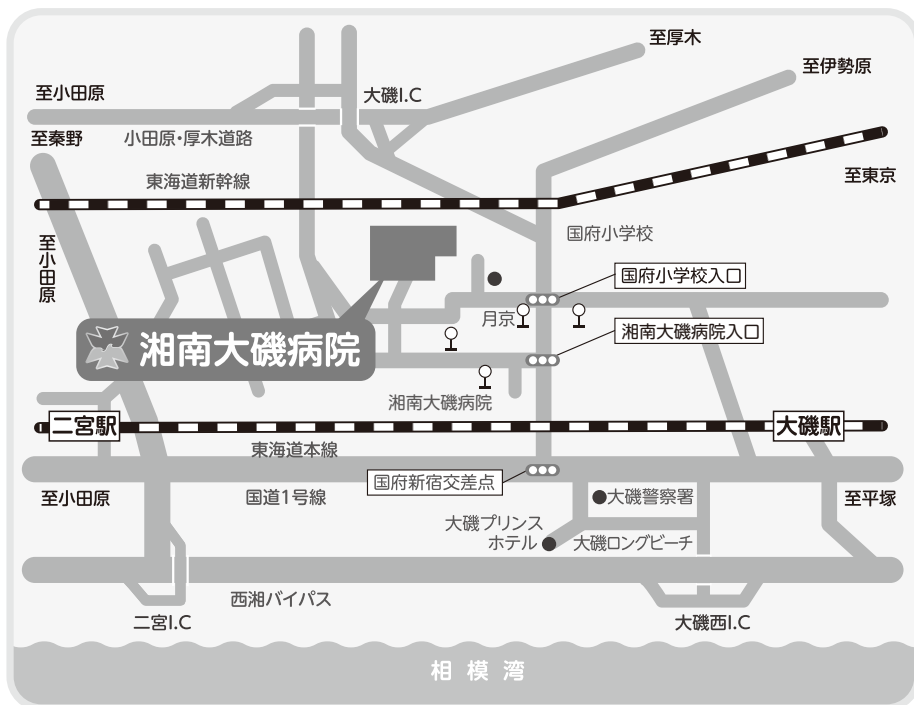 至厚木
至伊勢原
至小田原
大磯I.C
至秦野
小田原・厚木道路
東海道新幹線
至東京
国府小学校
至小田原
国府小学校入口
月京
湘南大磯病院入口
湘南大磯病院
湘南大磯病院
二宮駅
大磯駅
東海道本線
国府新宿交差点
至小田原
国道1号線
大磯警察署
至平塚
大磯プリンス
ホテル
大磯ロングビーチ
西湘バイパス
二宮I.C
大磯西I.C
相模湾